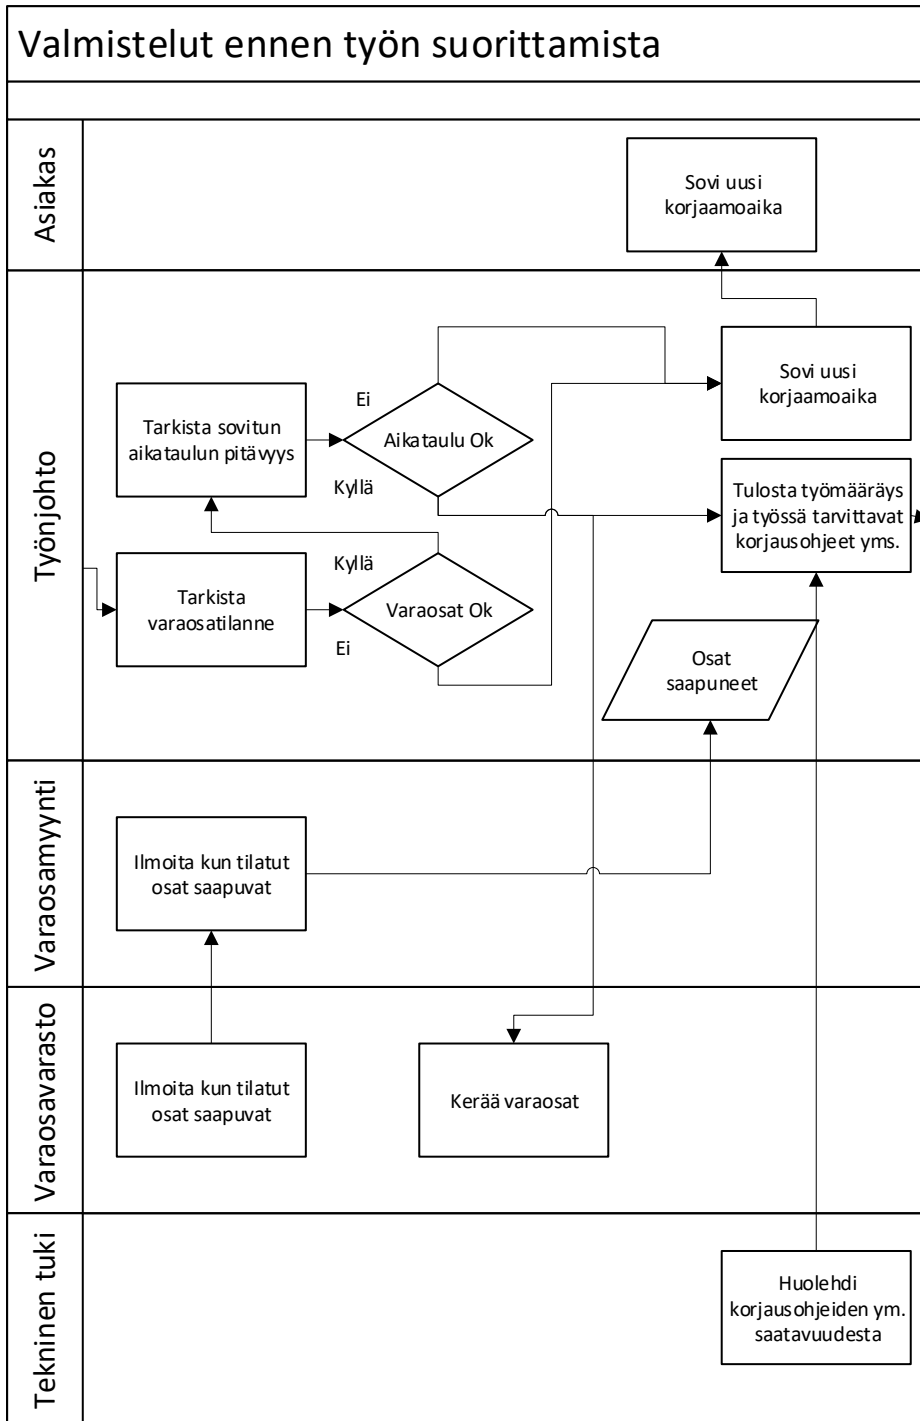 Valmistelut ennen työn suorittamista
Asiakas
Sovi uusi
korjaamoaika
Työnjohto
Sovi uusi
korjaamoaika
Ei
Tarkista sovitun
aikataulun pitävyys
Aikataulu Ok
Kyllä
Tulosta työmääräys
ja työssä tarvittavat
korjausohjeet yms.
Kyllä
Tarkista
varaosatilanne
Varaosat Ok
Ei
Osat
saapuneet
Varaosamyynti
Ilmoita kun tilatut
osat saapuvat
Varaosavarasto
Ilmoita kun tilatut
osat saapuvat
Kerää varaosat
Tekninen tuki
Huolehdi
korjausohjeiden ym.
saatavuudesta